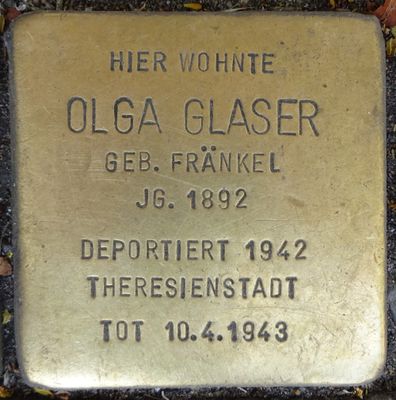 HIER WOHNTE
OLGA GLASER
GEB. FRÄNKEL
JG. 1892
DEPORTIERT 1942
THERESIENSTADT
TOT 10.4.1943